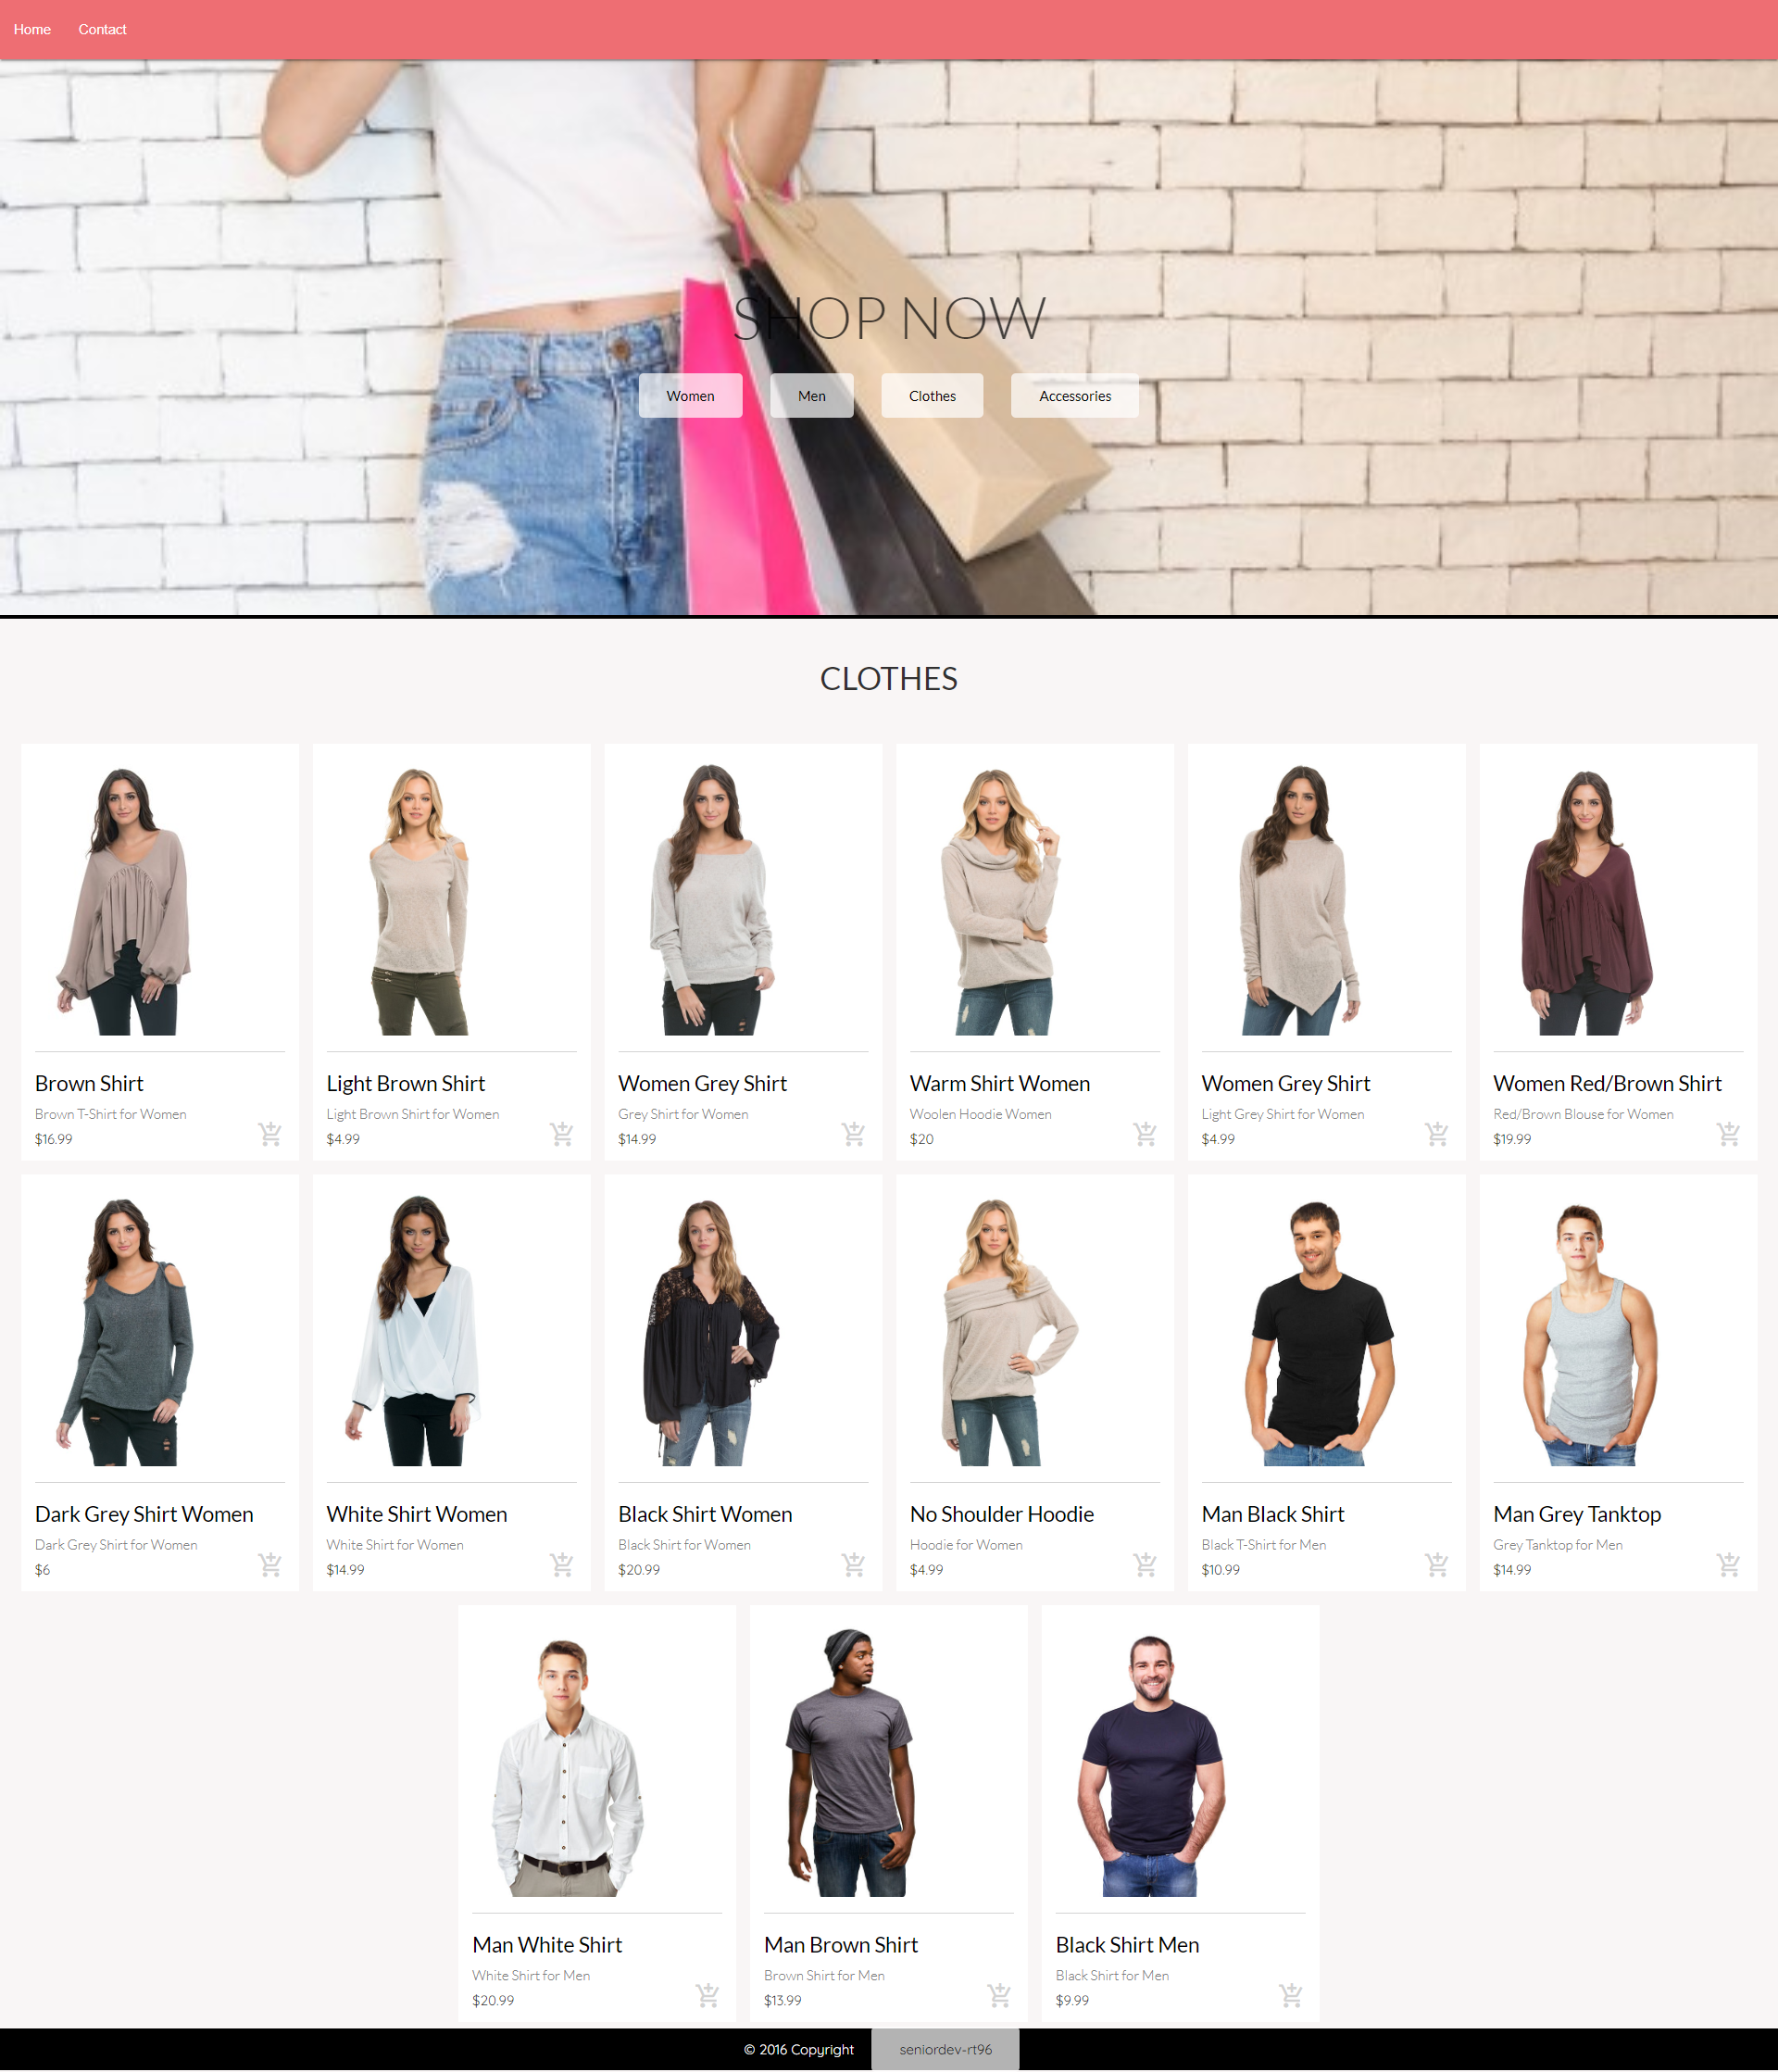 Home Contact
SHOP NOW
Women Men Clothes Accessories
CLOTHES
Brown Shirt
Brown T-Shirt for Women
$16.99
Light Brown Shirt
Light Brown Shirt for Women
$4.99
Women Grey Shirt
Grey Shirt for Women
$14.99
Warm Shirt Women
Woolen Hoodie Women
$20
Women Grey Shirt
Light Grey Shirt for Women
$4.99
Women Red/Brown Shirt
Red/Brown Blouse for Women
$19.99
Dark Grey Shirt Women
Dark Grey Shirt for Women
$6
White Shirt Women
White Shirt for Women
$14.99
Black Shirt Women
Black Shirt for Women
$20.99
No Shoulder Hoodie
Hoodie for Women
$4.99
Man Black Shirt
Black T-Shirt for Men
$10.99
Man Grey Tanktop
Grey Tanktop for Men
$14.99
Man White Shirt
White Shirt for Men
$20.99
Man Brown Shirt
Brown Shirt for Men
$13.99
Black Shirt Men
Black Shirt for Men
$9.99
© 2016 Copyright seniordev-rt96